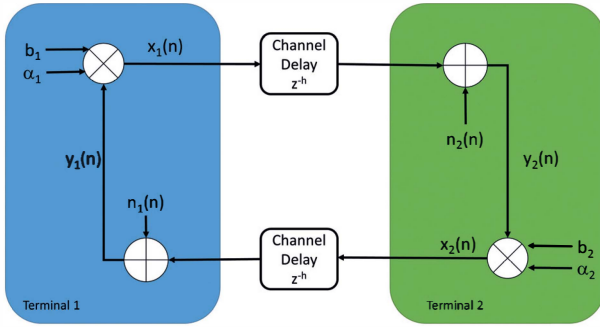 b₁
α₁
x₁(n)
Channel
Delay
z⁻ʰ
n₂(n)
y₁(n)
y₂(n)
n₁(n)
Channel
Delay
z⁻ʰ
x₂(n)
b₂
α₂
Terminal 1
Terminal 2